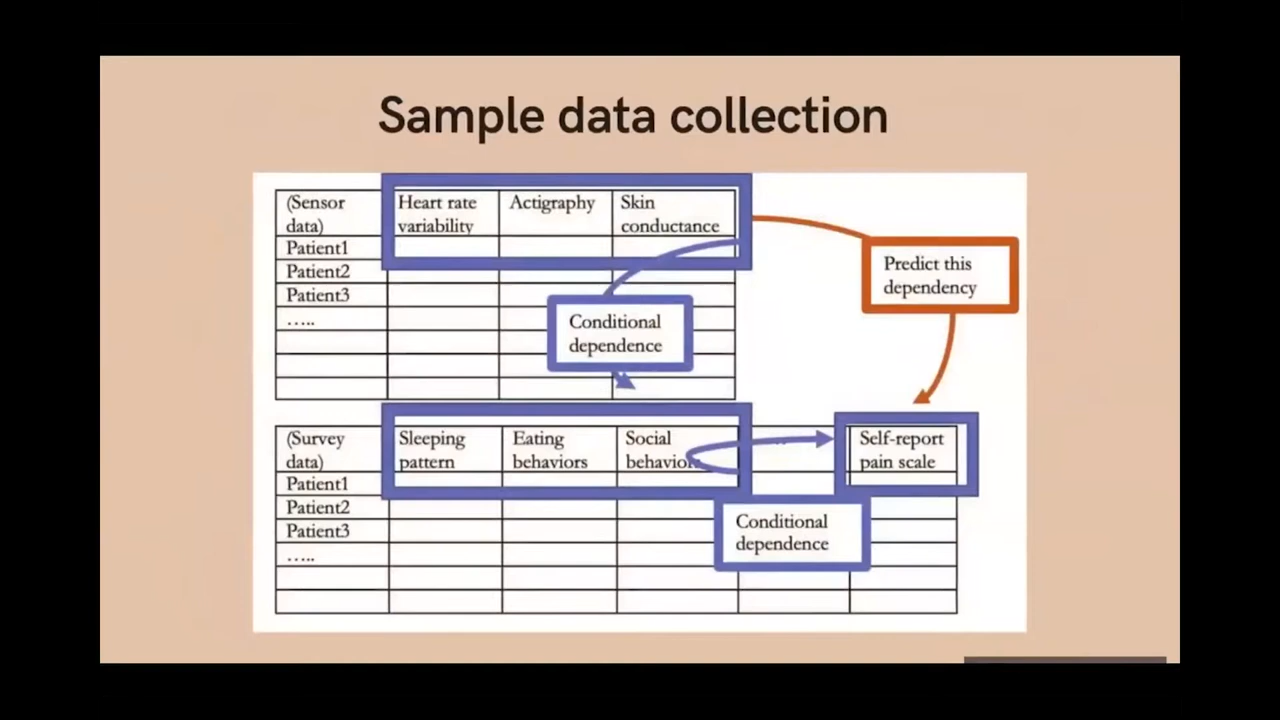 Sample data collection
(Sensor
data)
Heart rate
variability
Actigraphy
Skin
conductance
Patient1
Patient2
Patient3
…..
Conditional
dependence
Predict this
dependency
(Survey
data)
Sleeping
pattern
Eating
behaviors
Social
behaviors
Self-report
pain scale
Patient1
Patient2
Patient3
…..
Conditional
dependence